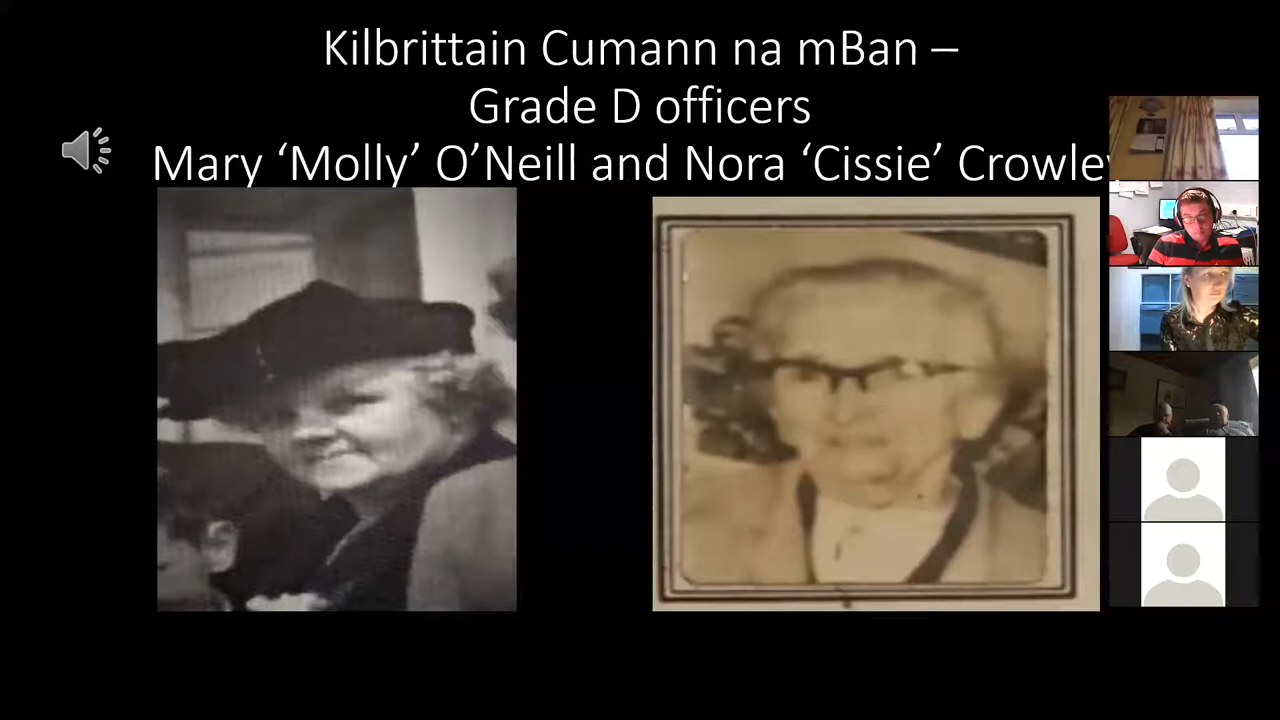 Kilbrittain Cumann na mBan –
Grade D officers
Mary ‘Molly’ O’Neill and Nora ‘Cissie’ Crowley